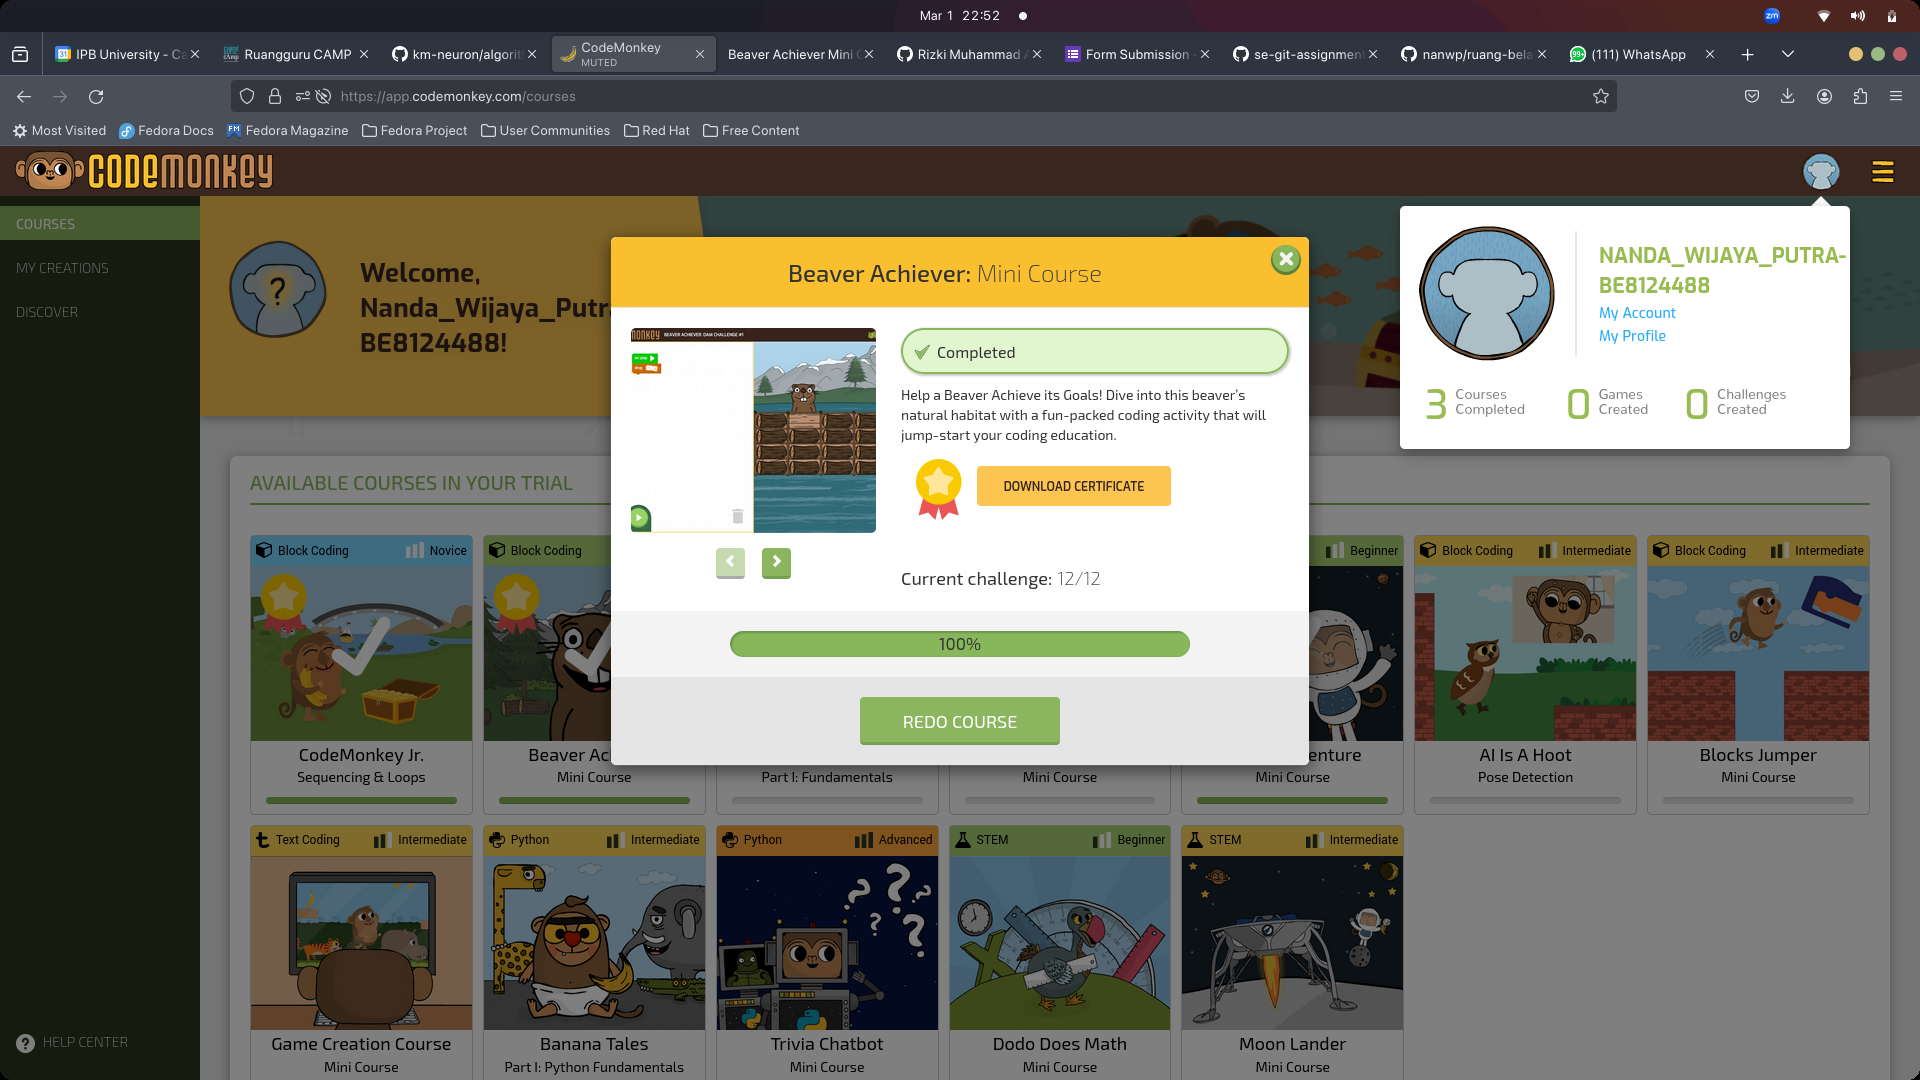 Mar 1 22:52
zm
IPB University - Ca
Ruangguru CAMP
km-neuron/algorit
CodeMonkey
MUTED
Beaver Achiever Mini C
Rizki Muhammad
Form Submission -
se-git-assignmen
nanwp/ruang-bela
(111) WhatsApp
https://app.codemonkey.com/courses
Most Visited
Fedora Docs
Fedora Magazine
Fedora Project
User Communities
Red Hat
Free Content
CODEMONKEY
COURSES
MY CREATIONS
DISCOVER
HELP CENTER
Welcome,
Nanda_Wijaya_Putr
BE8124488!
NANDA_WIJAYA_PUTRA-
BE8124488
My Account
My Profile
3 Courses Completed
0 Games Created
0 Challenges Created
AVAILABLE COURSES IN YOUR TRIAL
Beaver Achiever: Mini Course
BEAVER ACHIEVER: DAM CHALLENGE #1
Completed
Help a Beaver Achieve its Goals! Dive into this beaver's
natural habitat with a fun-packed coding activity that will
jump-start your coding education.
DOWNLOAD CERTIFICATE
Current challenge: 12/12
100%
REDO COURSE
Block Coding Novice
CodeMonkey Jr.
Sequencing & Loops
Block Coding
Beaver Ac
Mini Course
Part I: Fundamentals
Mini Course
Beginner
enture
Mini Course
Block Coding Intermediate
AI Is A Hoot
Pose Detection
Block Coding Intermediate
Blocks Jumper
Mini Course
Text Coding Intermediate
Game Creation Course
Mini Course
Python Intermediate
Banana Tales
Part I: Python Fundamentals
Python Advanced
Trivia Chatbot
Mini Course
STEM Beginner
Dodo Does Math
Mini Course
STEM Intermediate
Moon Lander
Mini Course